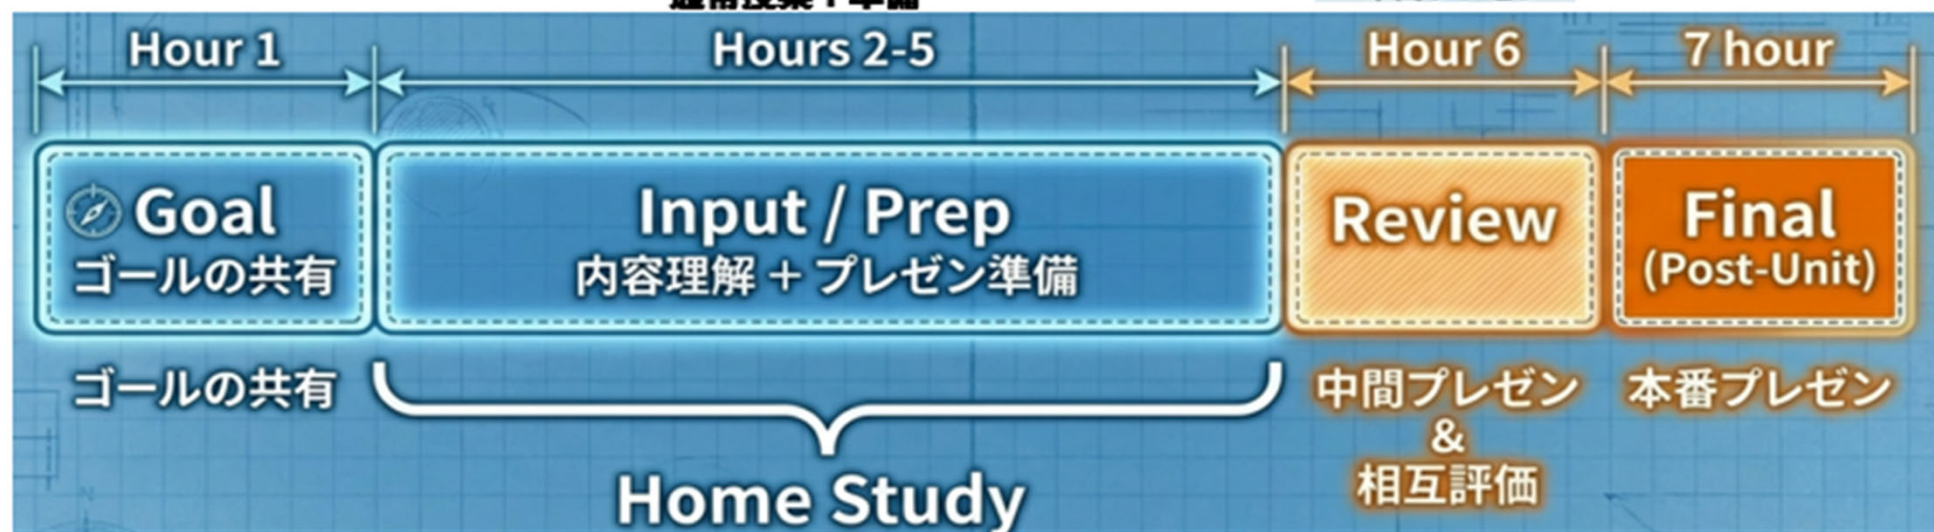 Hour 1
Hours 2-5
Hour 6
7 hour
Goal
ゴールの共有
Input / Prep
内容理解 + プレゼン準備
Review
Final
(Post-Unit)
ゴールの共有
中間プレゼン
&
相互評価
本番プレゼン
Home Study